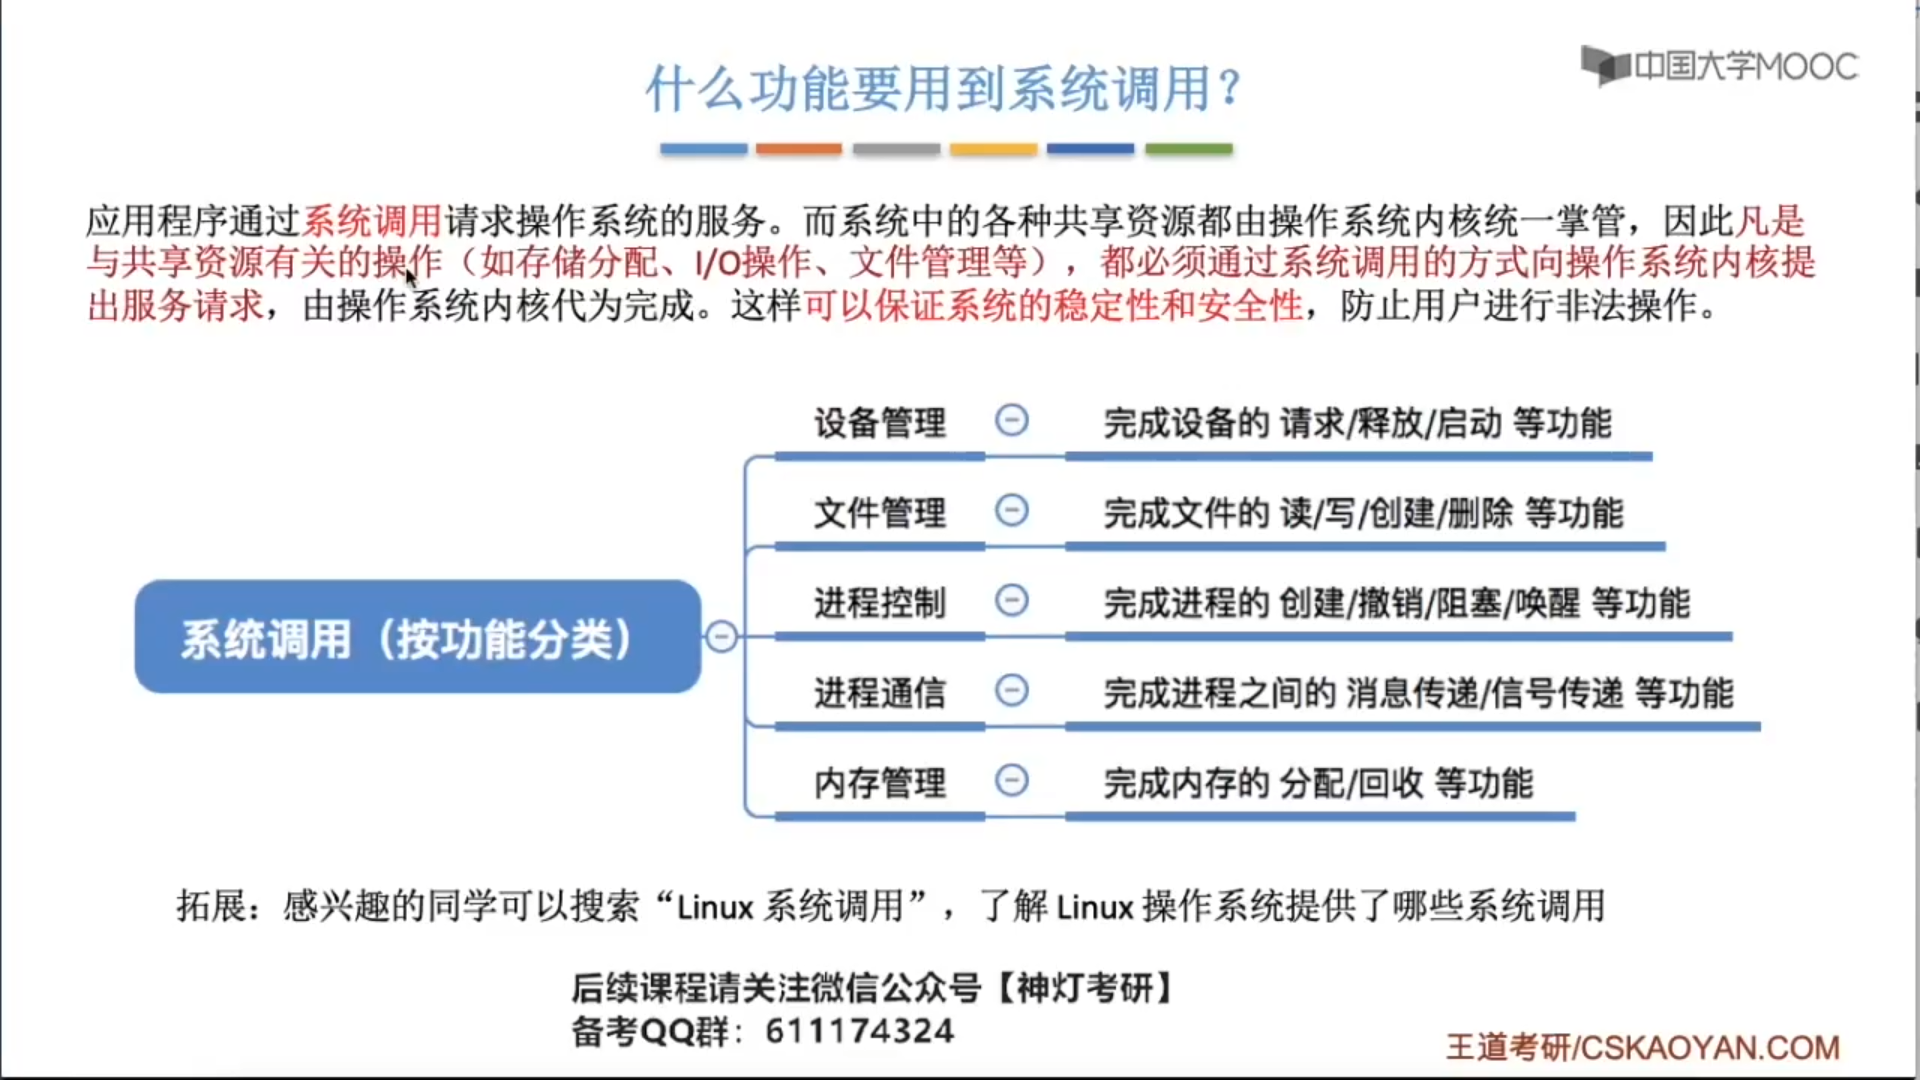 什么功能要用到系统调用？
中国大学MOOC
应用程序通过系统调用请求操作系统的服务。而系统中的各种共享资源都由操作系统内核统一掌管，因此凡是
与共享资源有关的操作（如存储分配、I/O操作、文件管理等），都必须通过系统调用的方式向操作系统内核提
出服务请求，由操作系统内核代为完成。这样可以保证系统的稳定性和安全性，防止用户进行非法操作。
系统调用（按功能分类）
设备管理 完成设备的 请求/释放/启动 等功能
文件管理 完成文件的 读/写/创建/删除 等功能
进程控制 完成进程的 创建/撤销/阻塞/唤醒 等功能
进程通信 完成进程之间的 消息传递/信号传递 等功能
内存管理 完成内存的 分配/回收 等功能
拓展：感兴趣的同学可以搜索“Linux 系统调用”，了解 Linux 操作系统提供了哪些系统调用
后续课程请关注微信公众号【神灯考研】
备考QQ群：611174324
王道考研/CSKAOYAN.COM